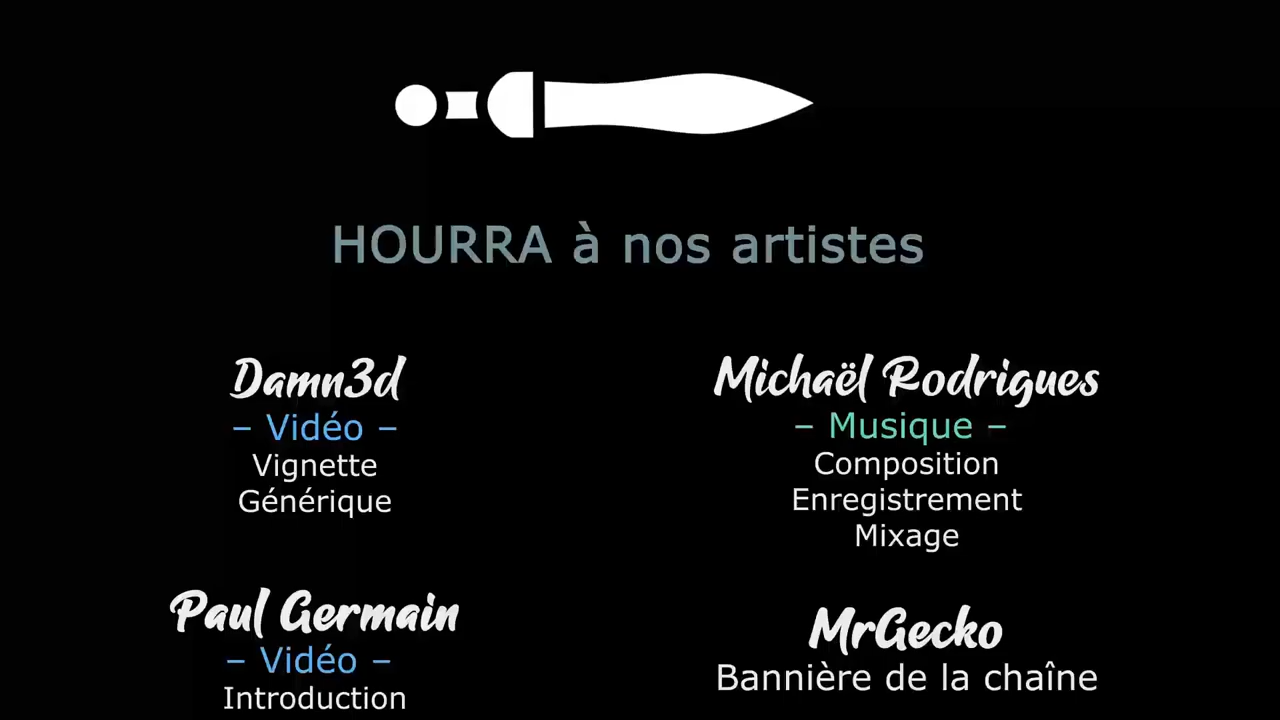 HOURRA à nos artistes
Damn3d
– Vidéo –
Vignette
Générique
Michaël Rodrigues
– Musique –
Composition
Enregistrement
Mixage
Paul Germain
– Vidéo –
Introduction
MrGecko
Bannière de la chaîne